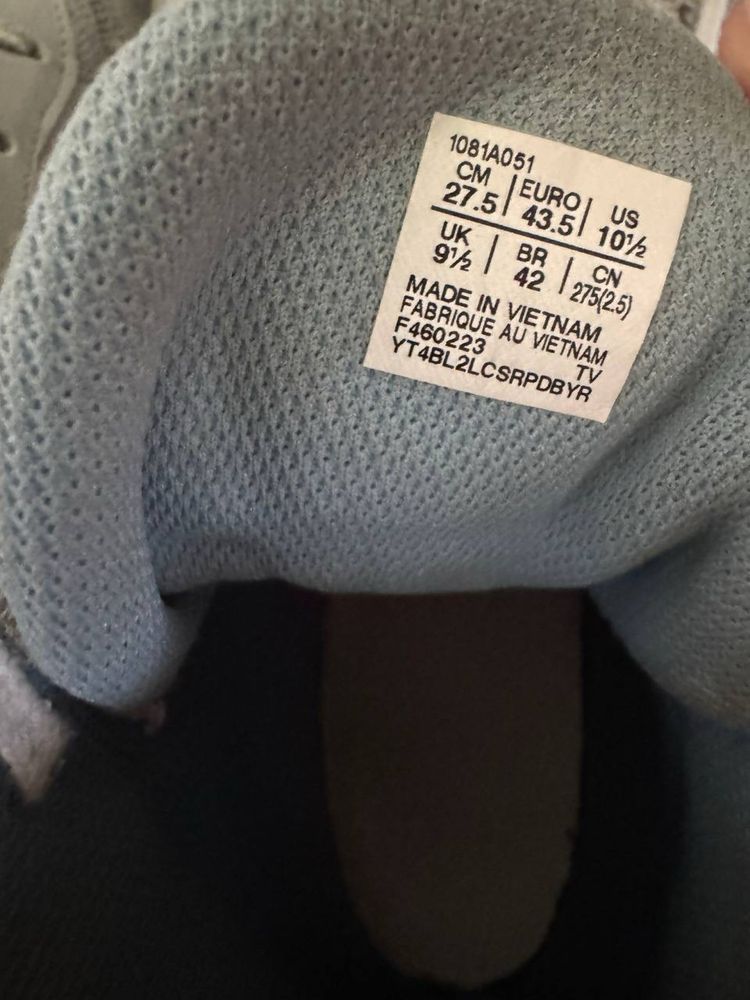 1081A051
CM | EURO | US
27.5 | 43.5 | 10½
UK | BR | CN
9½ | 42 | 275(2.5)
MADE IN VIETNAM
FABRIQUE AU VIETNAM
F460223 TV
YT4BL2LCSRPDBYR